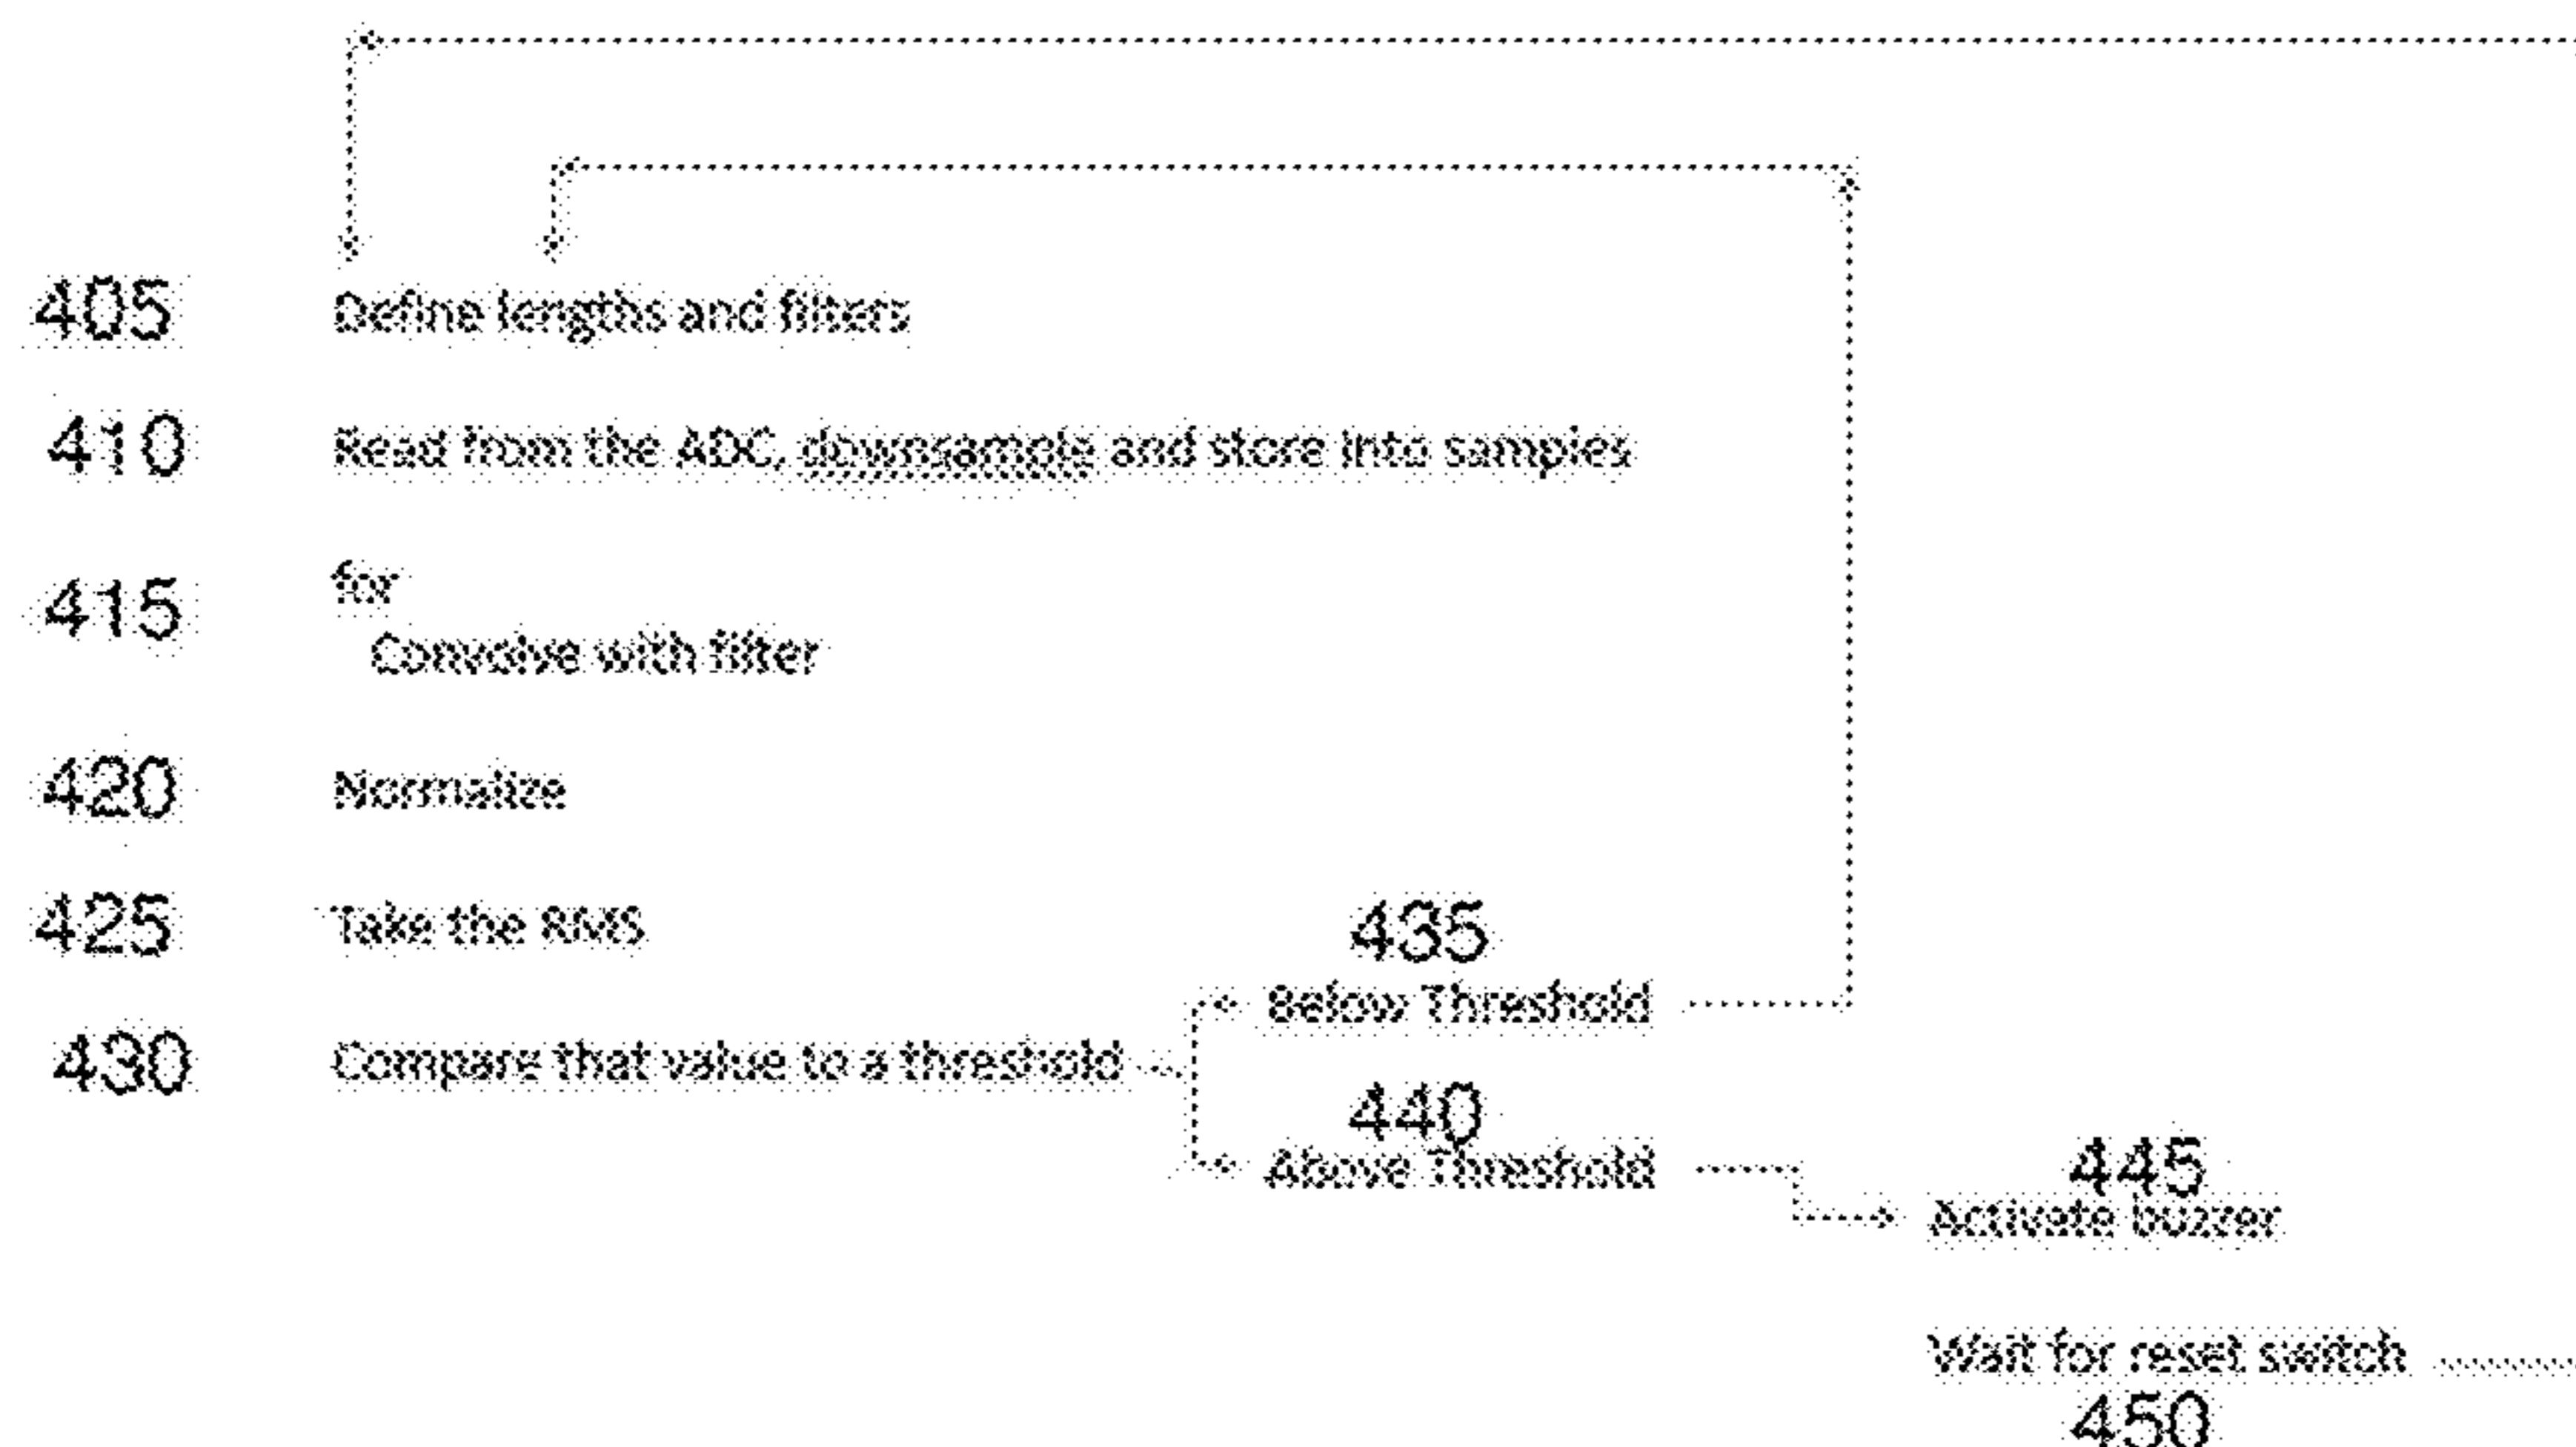 405 Define lengths and filters
410 Read from the ADC, downsample and store into samples
415 for
Convolve with filter
420 Normalize
425 Take the RMS
435
Below Threshold
430 Compare that value to a threshold
440
Above Threshold
445
Activate buzzer
Wait for reset switch
450